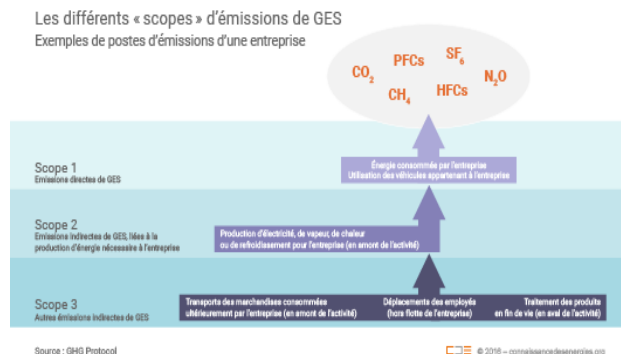 Les différents « scopes » d'émissions de GES
Exemples de postes d'émissions d'une entreprise
CO2
PFCs
SF6
N2O
CH4
HFCs
Scope 1
Emissions directes de GES
Énergie consommés par l'entreprise
Utilisation des véhicules appartenant à l'entreprise
Scope 2
Emissions indirectes de GES, liées à la
production d'énergie nécessaire à l'entreprise
Production d'électricité, de vapeur, de chaleur
ou de refroidissement pour l'entreprise (en amont de l'activité)
Scope 3
Autres émissions indirectes de GES
Transports des marchandises consommées
ultérieurement par l'entreprise (en amont de l'activité)
Déplacements des employés
(hors flotte de l'entreprise)
Traitement des produits
en fin de vie (en aval de l'activité)
Source : GHG Protocol
© 2016 – connaissancedesenergies.org